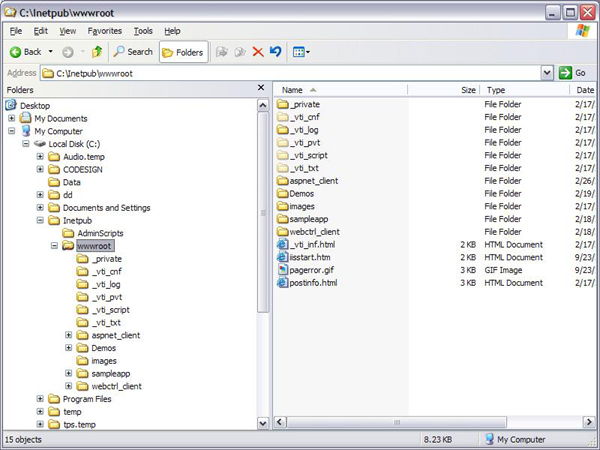 C:\Inetpub\wwwroot
File Edit View Favorites Tools Help
Back Search Folders
Address C:\Inetpub\wwwroot Go
Folders
Desktop
My Documents
My Computer
Local Disk (C:)
Audio.temp
CODESIGN
Data
dd
Documents and Settings
Inetpub
AdminScripts
wwwroot
_private
_vti_cnf
_vti_log
_vti_pvt
_vti_script
_vti_txt
aspnet_client
Demos
images
sampleapp
webctrl_client
Program Files
temp
tps.temp
Name Size Type Date
_private File Folder 2/17/
_vti_cnf File Folder 2/17/
_vti_log File Folder 2/17/
_vti_pvt File Folder 2/17/
_vti_script File Folder 2/17/
_vti_txt File Folder 2/17/
aspnet_client File Folder 2/26/
Demos File Folder 2/17/
images File Folder 2/17/
sampleapp File Folder 2/18/
webctrl_client File Folder 2/18/
_vti_inf.html 2 KB HTML Document 2/17/
iisstart.htm 2 KB HTML Document 9/23/
pagerror.gif 3 KB GIF Image 9/23/
postinfo.html 3 KB HTML Document 2/17/
15 objects 8.23 KB My Computer